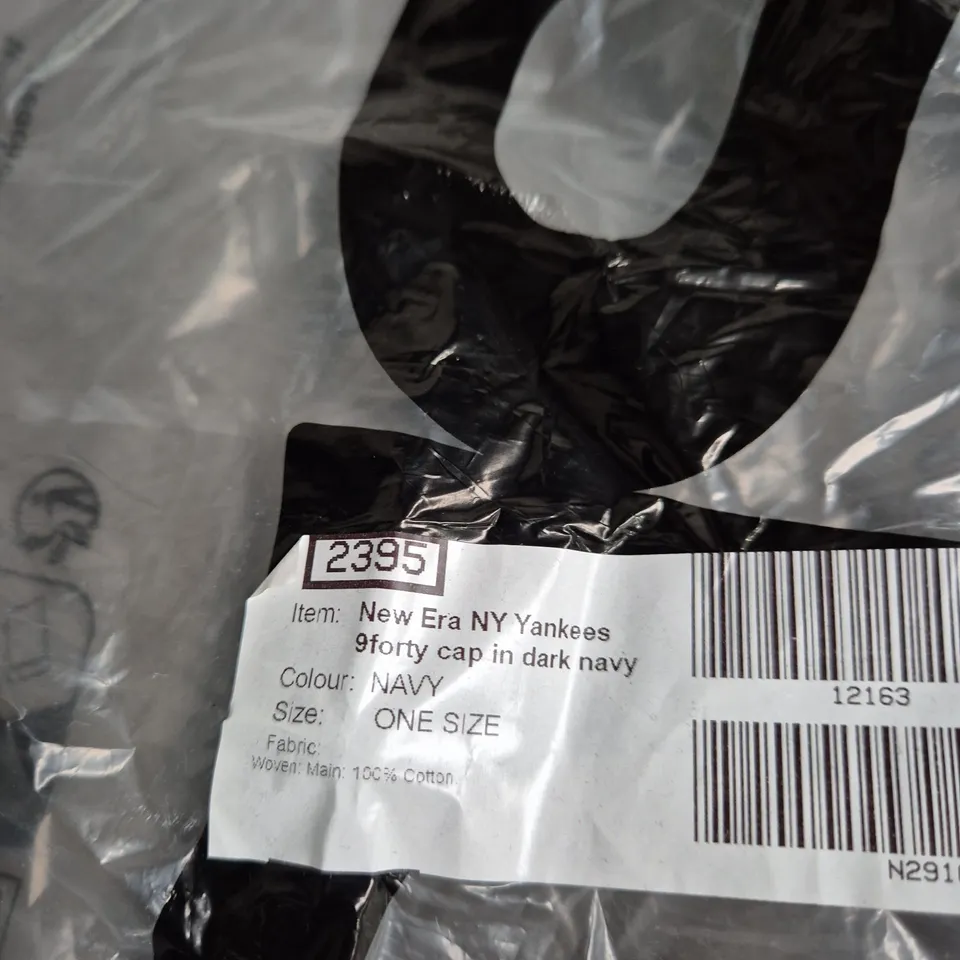 2395
Item: New Era NY Yankees
9forty cap in dark navy
Colour: NAVY
Size: ONE SIZE
Fabric:
Woven: Main: 100% Cotton.
12163
N291